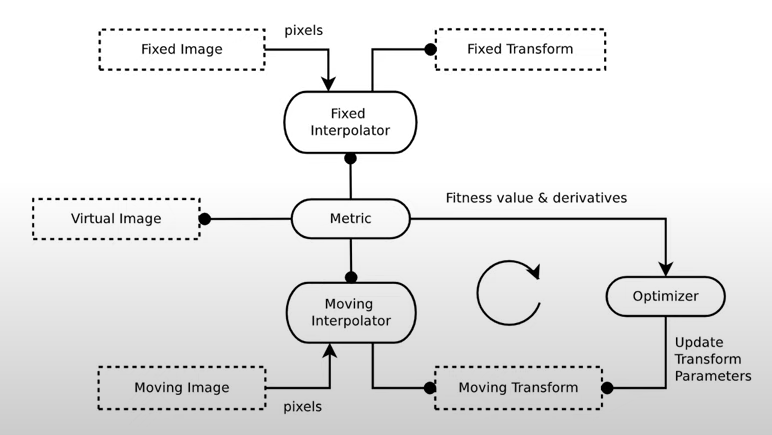 pixels
Fixed Image
Fixed Transform
Fixed
Interpolator
Fitness value & derivatives
Virtual Image
Metric
Moving
Interpolator
Optimizer
Update
Transform
Parameters
Moving Image
Moving Transform
pixels